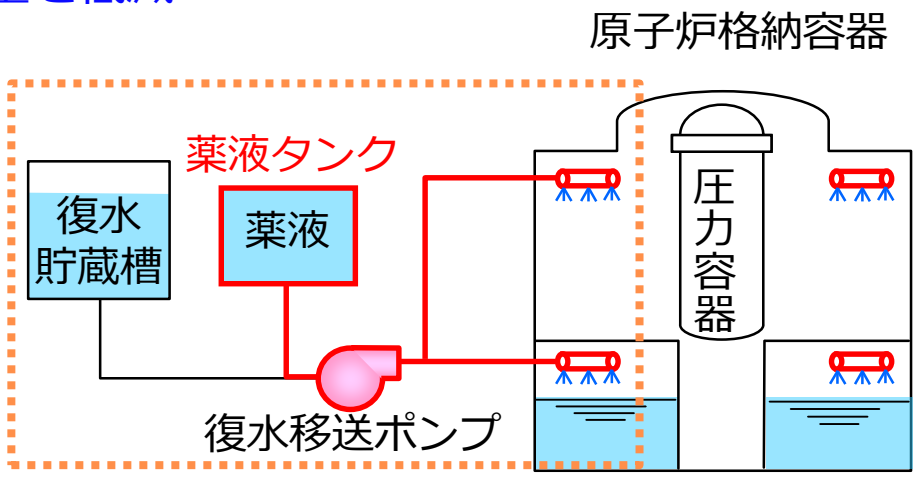 原子炉格納容器
薬液タンク
復水
貯蔵槽
薬液
圧力容器
復水移送ポンプ